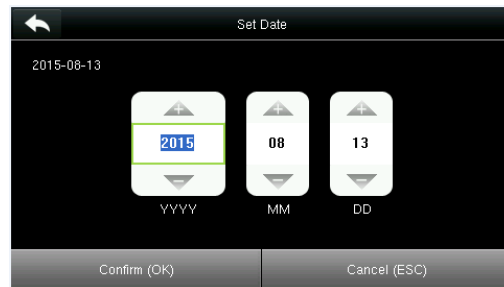 Set Date
2015-08-13
2015 08 13
YYYY MM DD
Confirm (OK) Cancel (ESC)